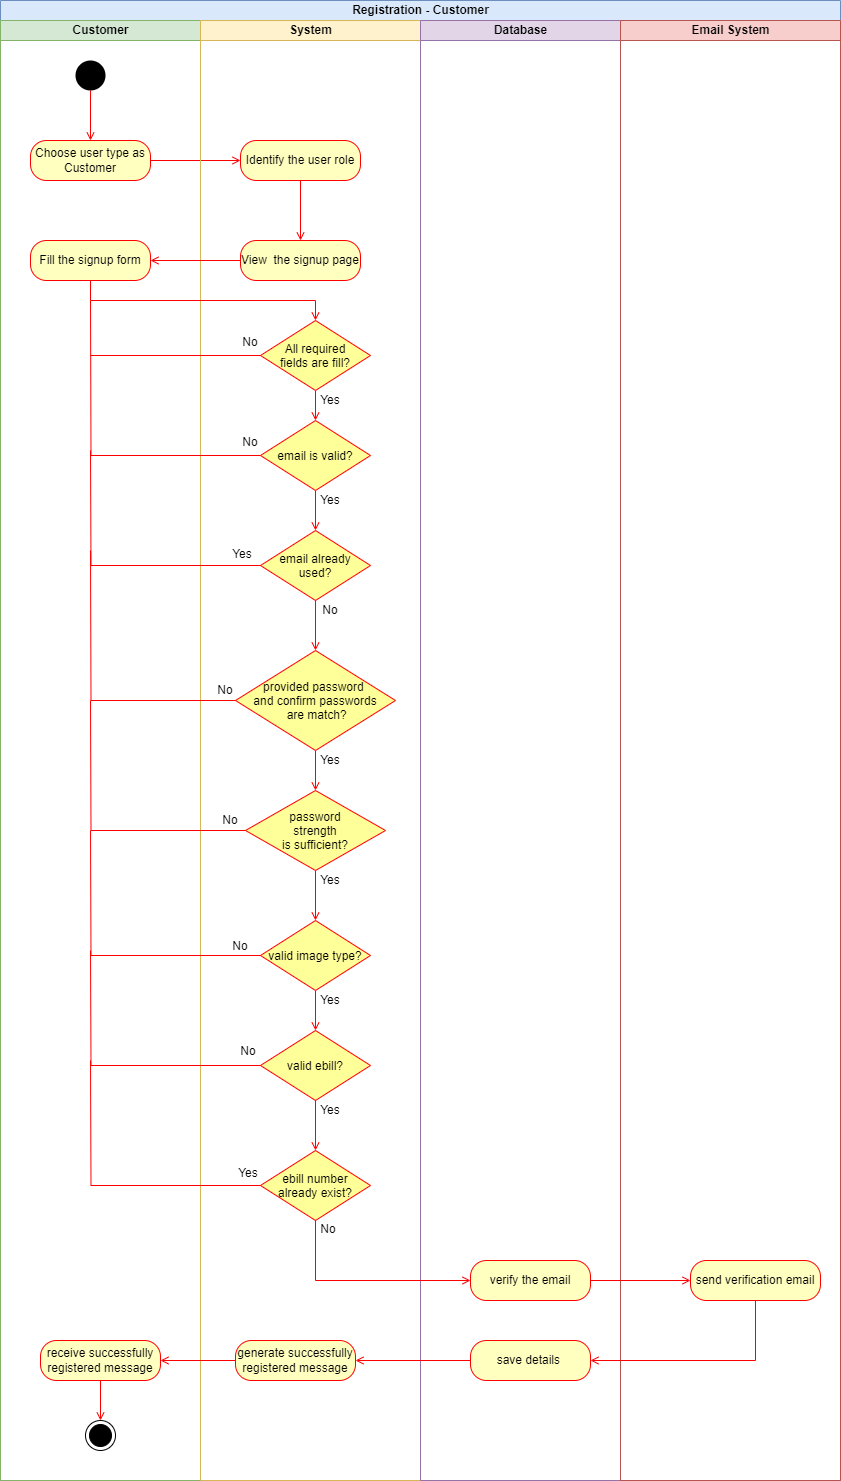 Registration - Customer
Customer
System
Database
Email System
Choose user type as
Customer
Identify the user role
Fill the signup form
View the signup page
No
All required
fields are fill?
Yes
No
email is valid?
Yes
Yes
email already
used?
No
No
provided password
and confirm passwords
are match?
Yes
No
password
strength
is sufficient?
Yes
No
valid image type?
Yes
No
valid ebill?
Yes
Yes
ebill number
already exist?
No
verify the email
send verification email
receive successfully
registered message
generate successfully
registered message
save details